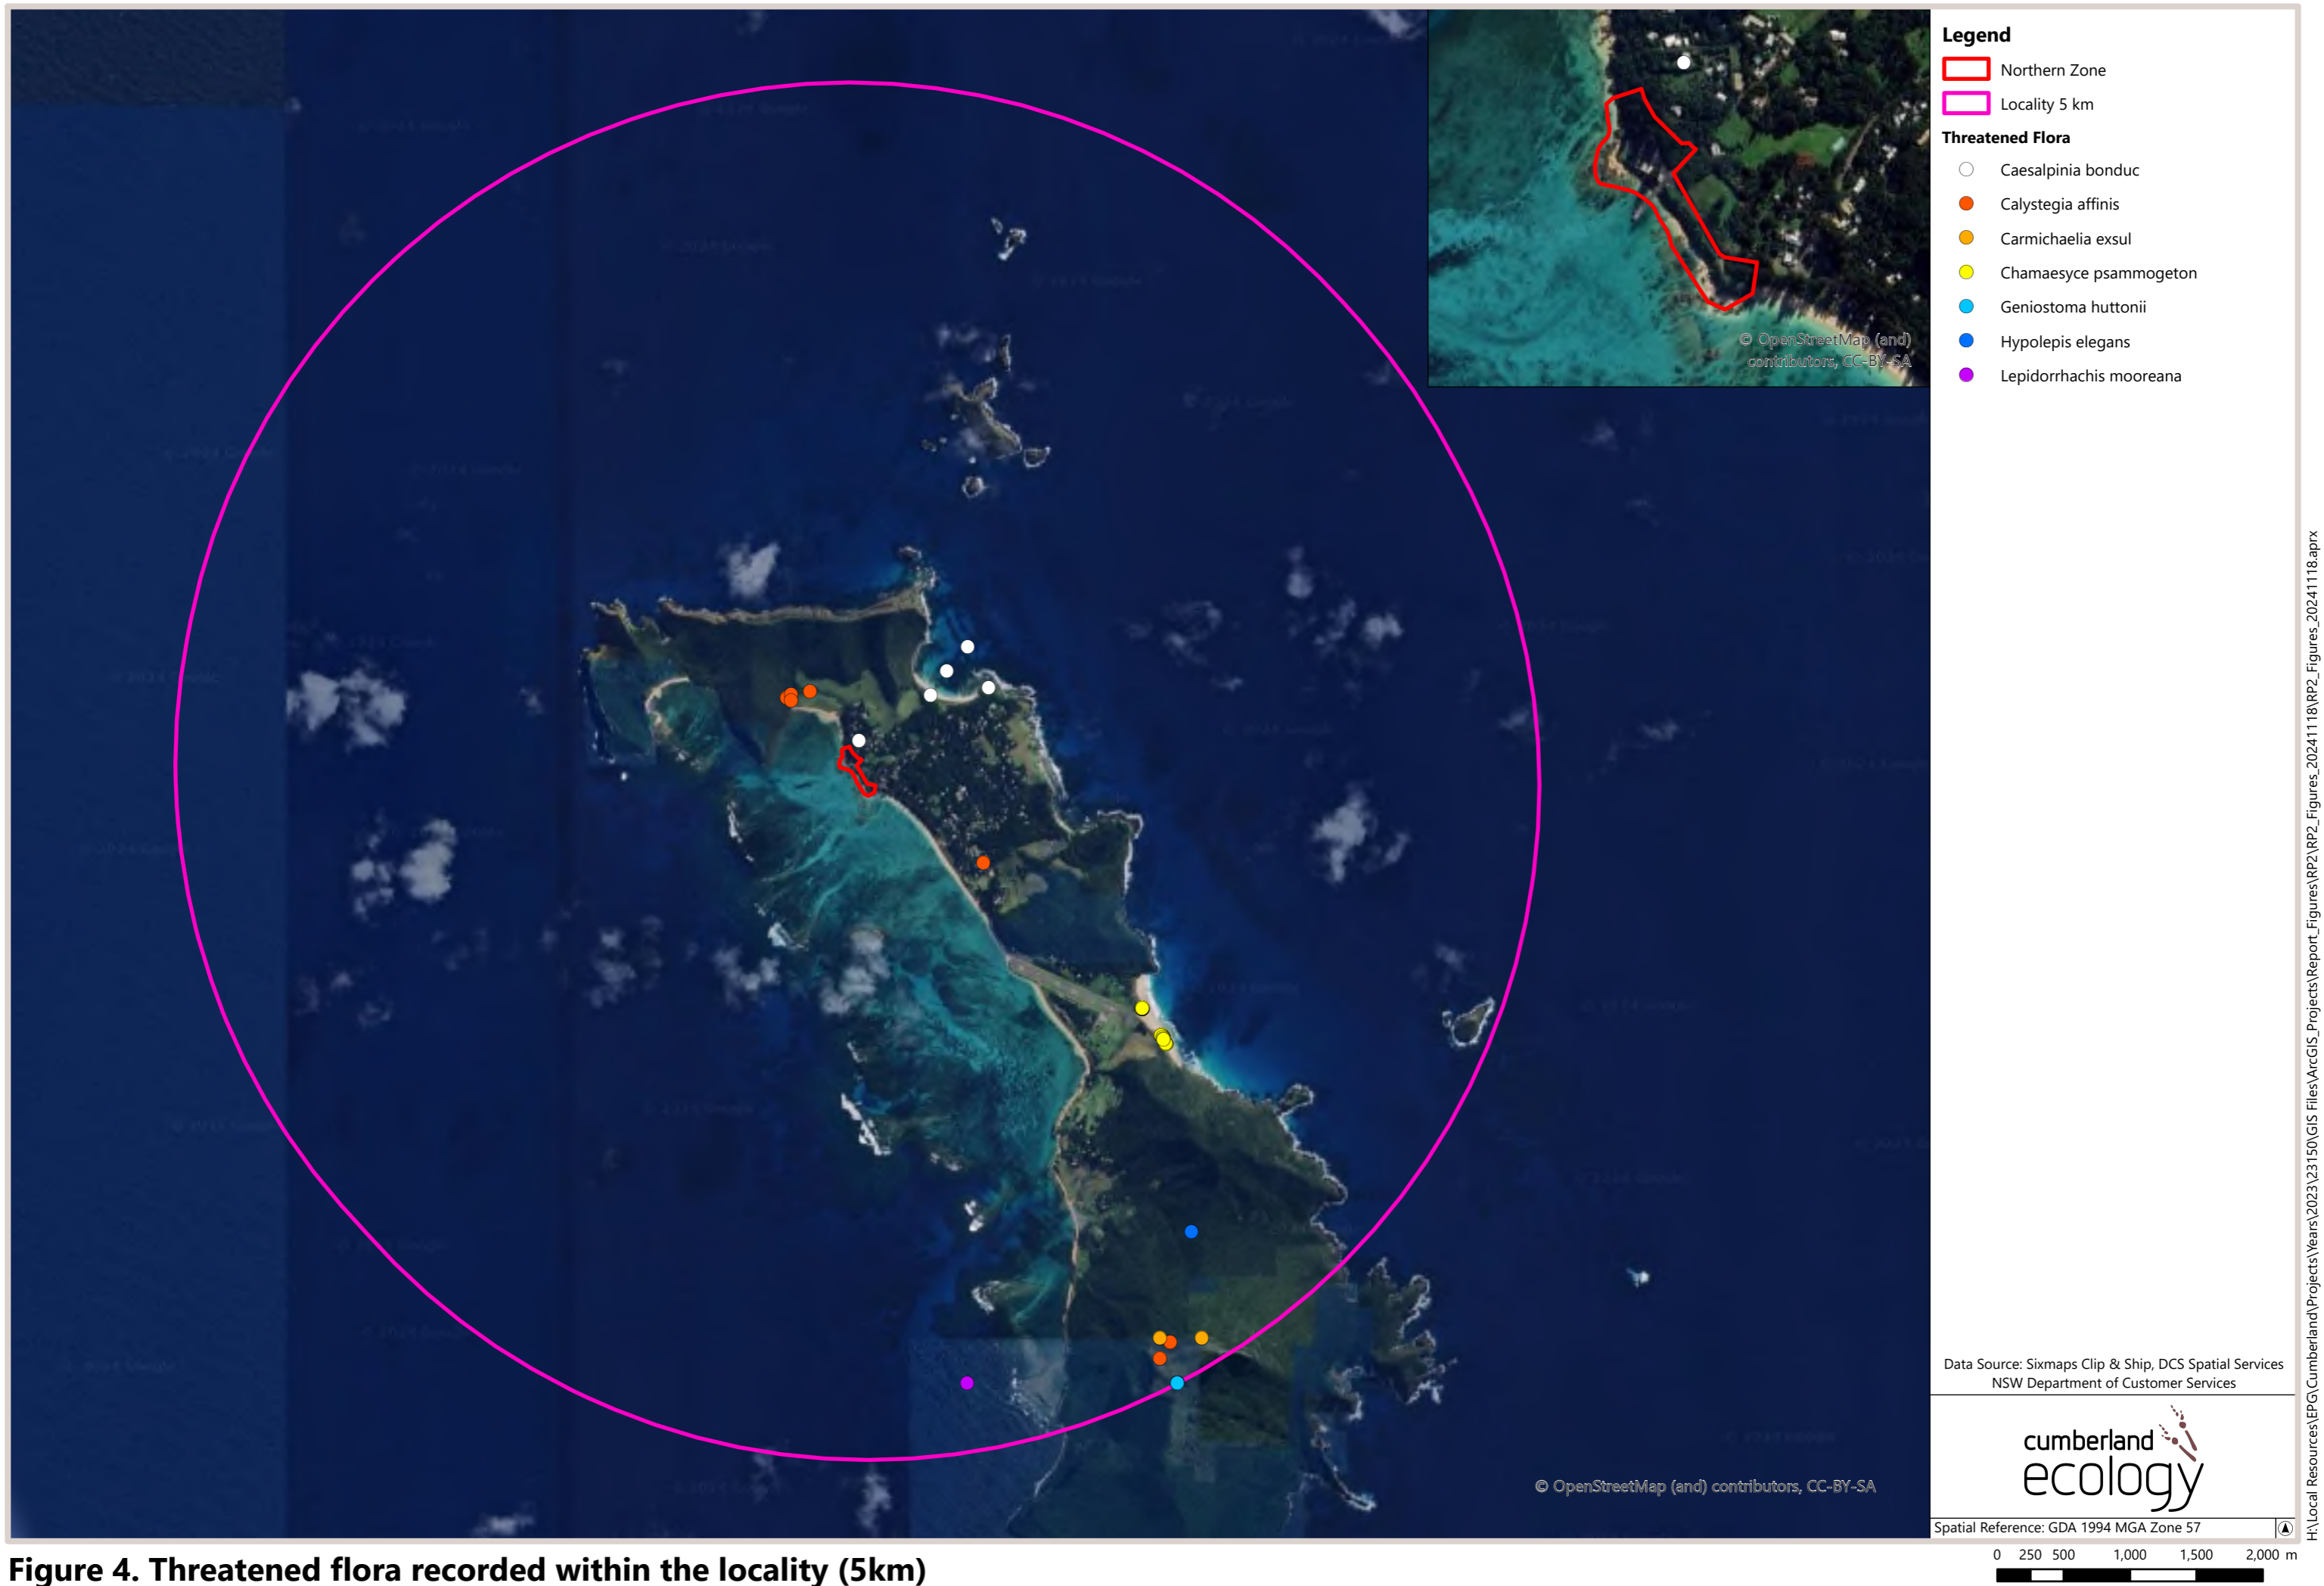 © OpenStreetMap (and)
contributors, CC-BY-SA
Legend
Northern Zone
Locality 5 km
Threatened Flora
Caesalpinia bonduc
Calystegia affinis
Carmichaelia exsul
Chamaesyce psammogeton
Geniostoma huttonii
Hypolepis elegans
Lepidorrhachis mooreana
© OpenStreetMap (and) contributors, CC-BY-SA
Data Source: Sixmaps Clip & Ship, DCS Spatial Services
NSW Department of Customer Services
cumberland
ecology
Spatial Reference: GDA 1994 MGA Zone 57
0 250 500 1,000 1,500 2,000 m
H:\Local Resources\EPG\Cumberland\Projects\Years\2023\23150\GIS Files\ArcGIS_Projects\Report_Figures\RP2\RP2_Figures_20241118\RP2_Figures_20241118.aprx
Figure 4. Threatened flora recorded within the locality (5km)